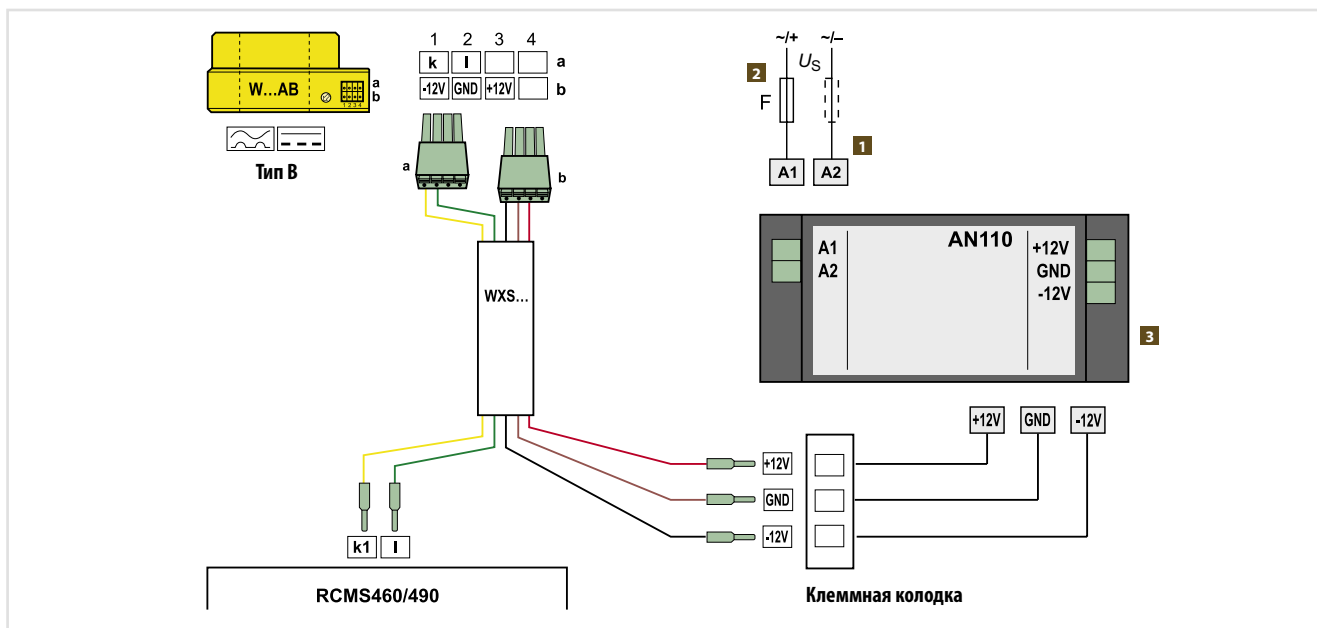 1 2 3 4
k l a
-12V GND +12V b
W...AB
a
b
1 2 3 4
Тип B
a
b
WXS...
k1 l
RCMS460/490
~/+ ~/–
2
US
F
1
A1 A2
AN110
A1
A2
+12V
GND
-12V
3
+12V GND -12V
+12V
GND
-12V
Клеммная колодка